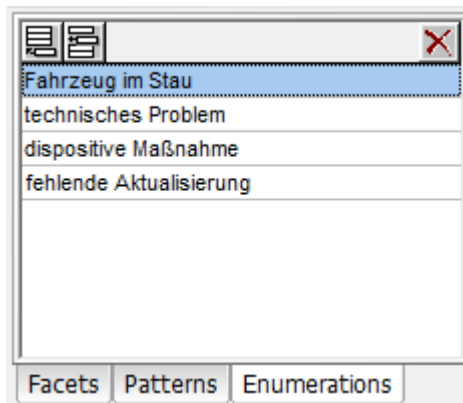 Fahrzeug im Stau
technisches Problem
dispositive Maßnahme
fehlende Aktualisierung
Facets Patterns Enumerations